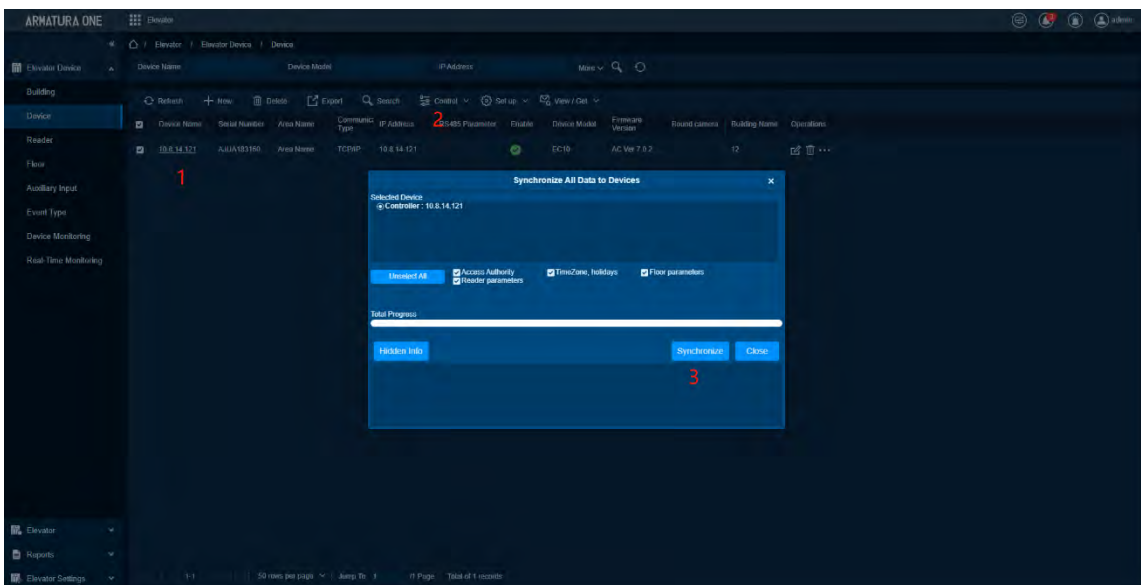 ARMATURA ONE
Elevator
admin
/ Elevator / Elevator Device / Device
Elevator Device
Device Name
Device Model
IP Address
More
Building
Refresh
New
Delete
Export
Search
Control
Set up
View / Get
2
Device
Device Name
Serial Number
Area Name
Communic Type
IP Address
RS485 Parameter
Enable
Device Model
Firmware Version
Bound camera
Building Name
Operations
Reader
10.8.14.121
Area Name
TCP/IP
10.8.14.121
EC10
AC Ver 7.0.2
12
Floor
1
Auxiliary Input
Event Type
Device Monitoring
Real-Time Monitoring
Synchronize All Data to Devices
Selected Device
Controller : 10.8.14.121
Unselect All
Access Authority
TimeZone, holidays
Floor parameters
Reader parameters
Total Progress
Hidden Info
Synchronize
Close
3
Elevator
Reports
Elevator Settings
1-1
50 rows per page
Jump To 1
/1 Page
Total of 1 records